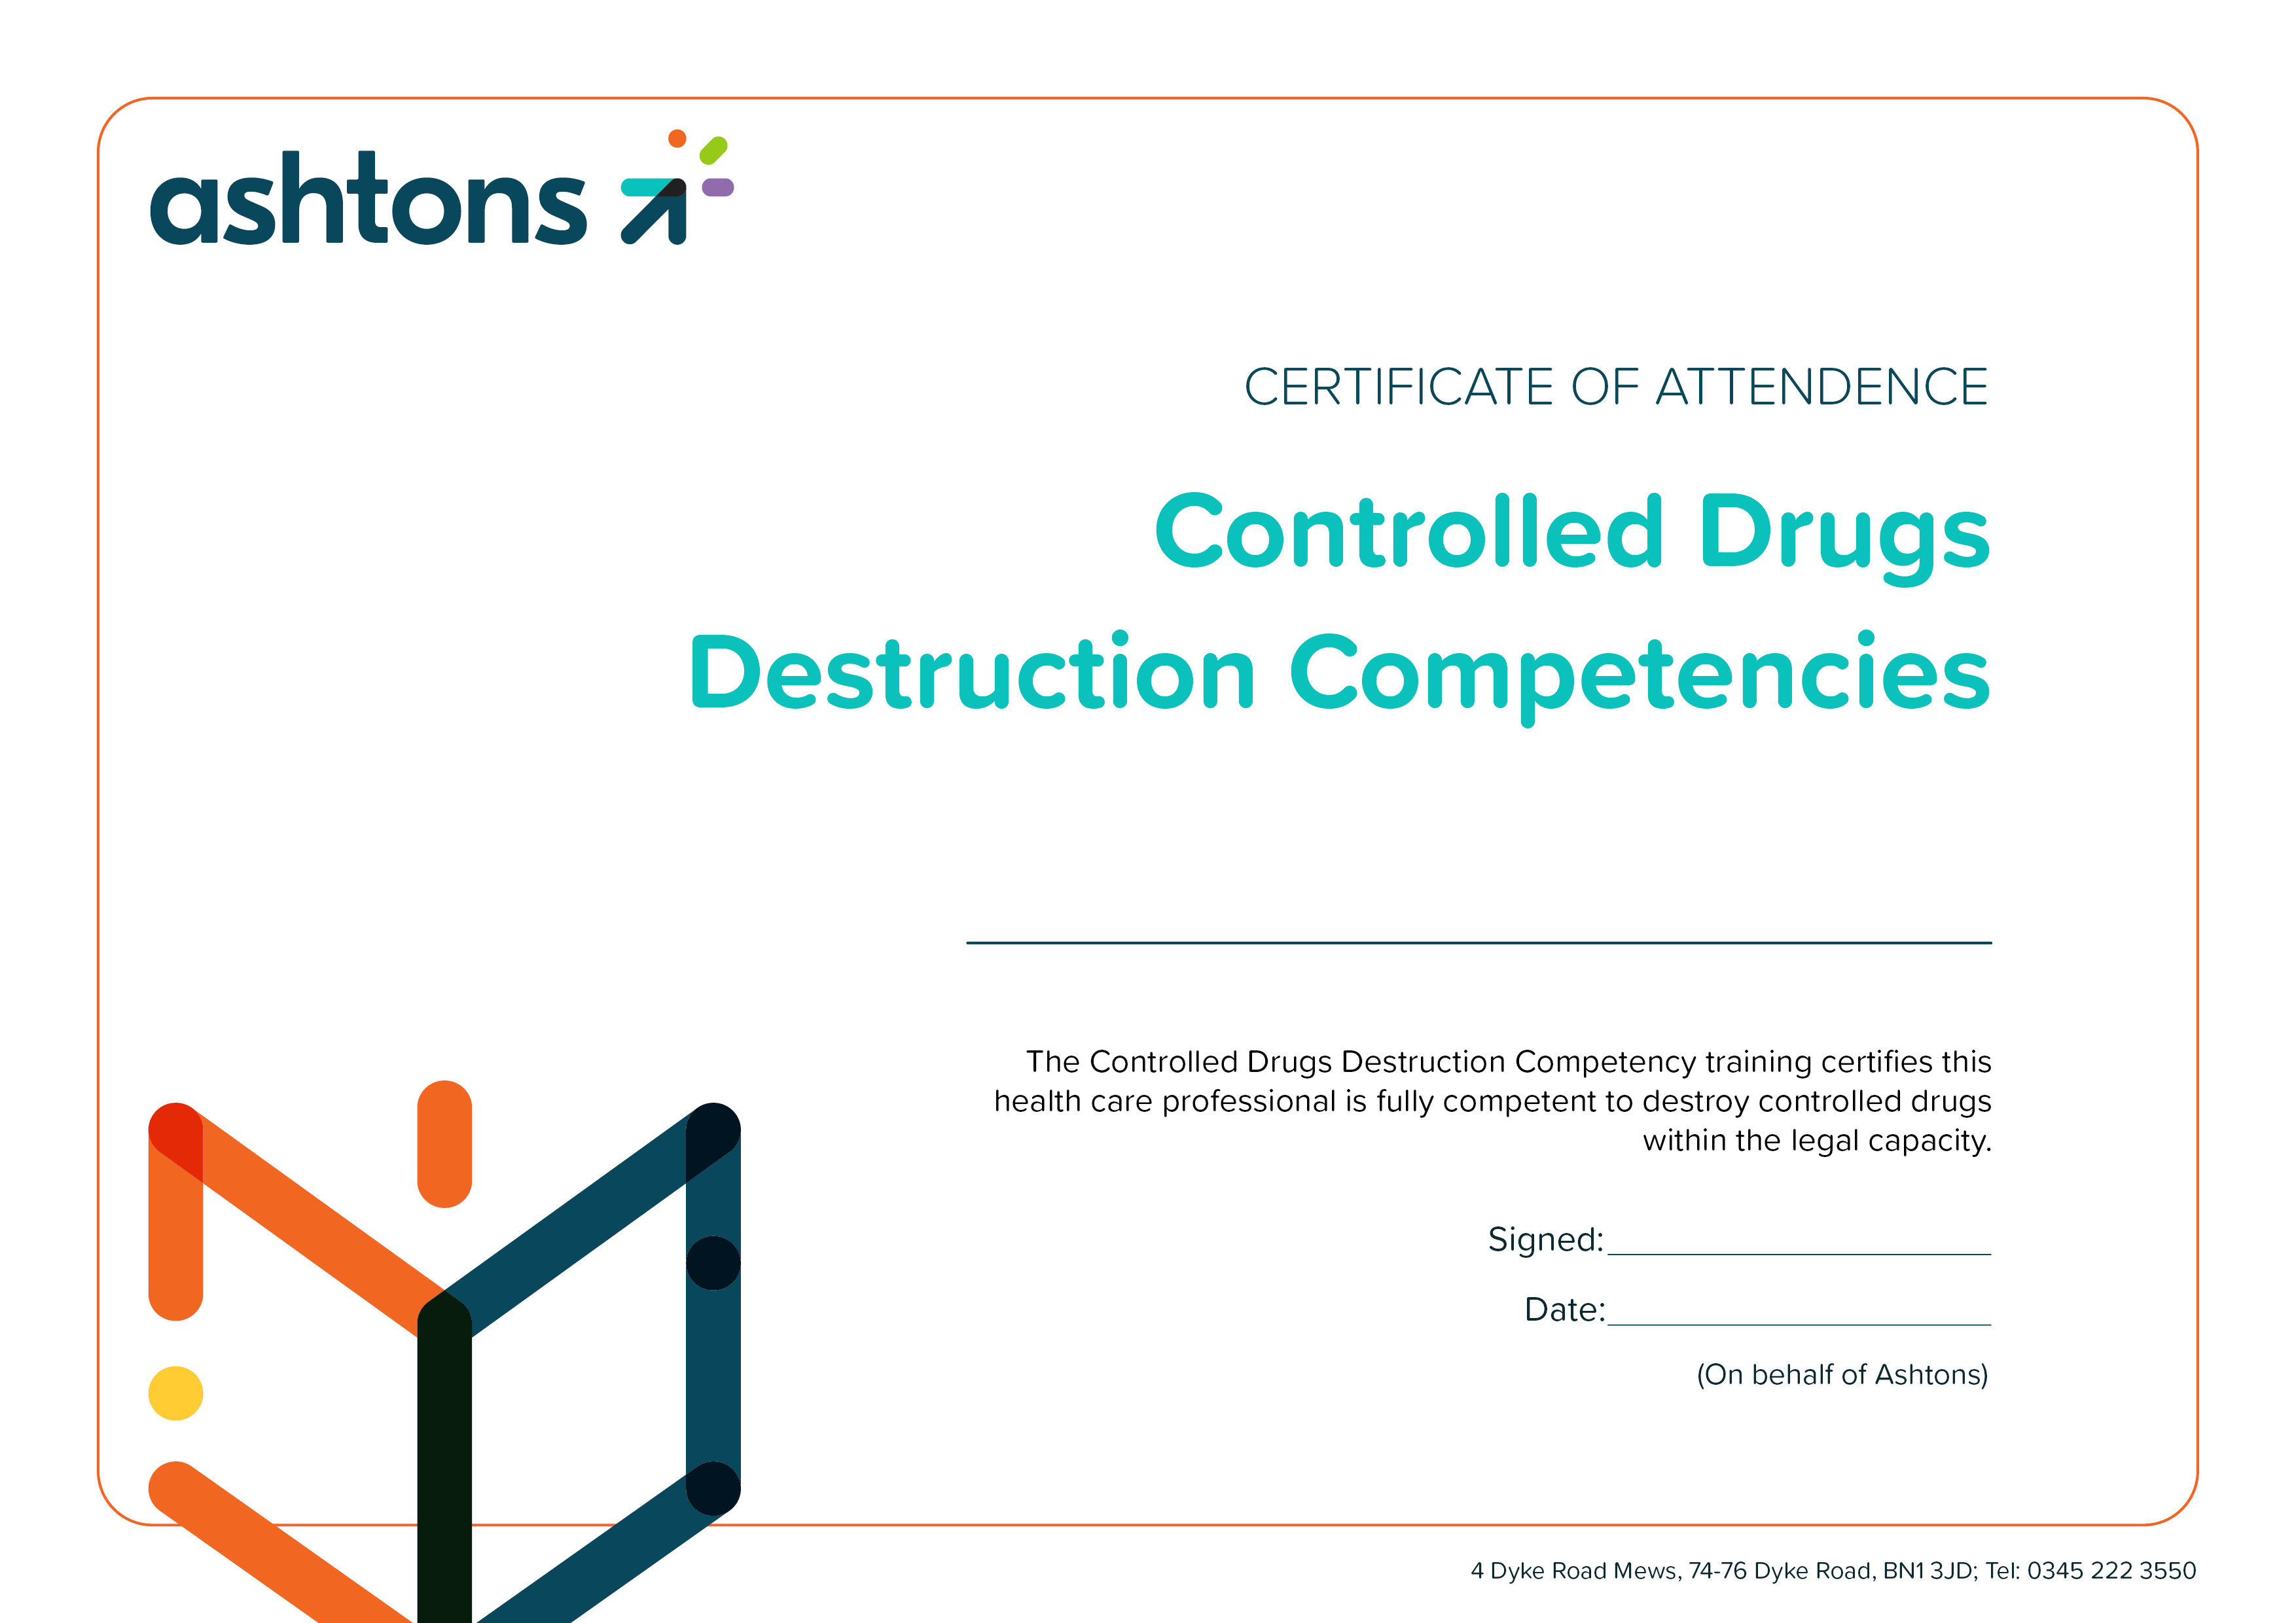 ashtons
CERTIFICATE OF ATTENDENCE
Controlled Drugs
Destruction Competencies
The Controlled Drugs Destruction Competency training certifies this
health care professional is fully competent to destroy controlled drugs
within the legal capacity.
Signed:
Date:
(On behalf of Ashtons)
4 Dyke Road Mews, 74-76 Dyke Road, BN1 3JD; Tel: 0345 222 3550